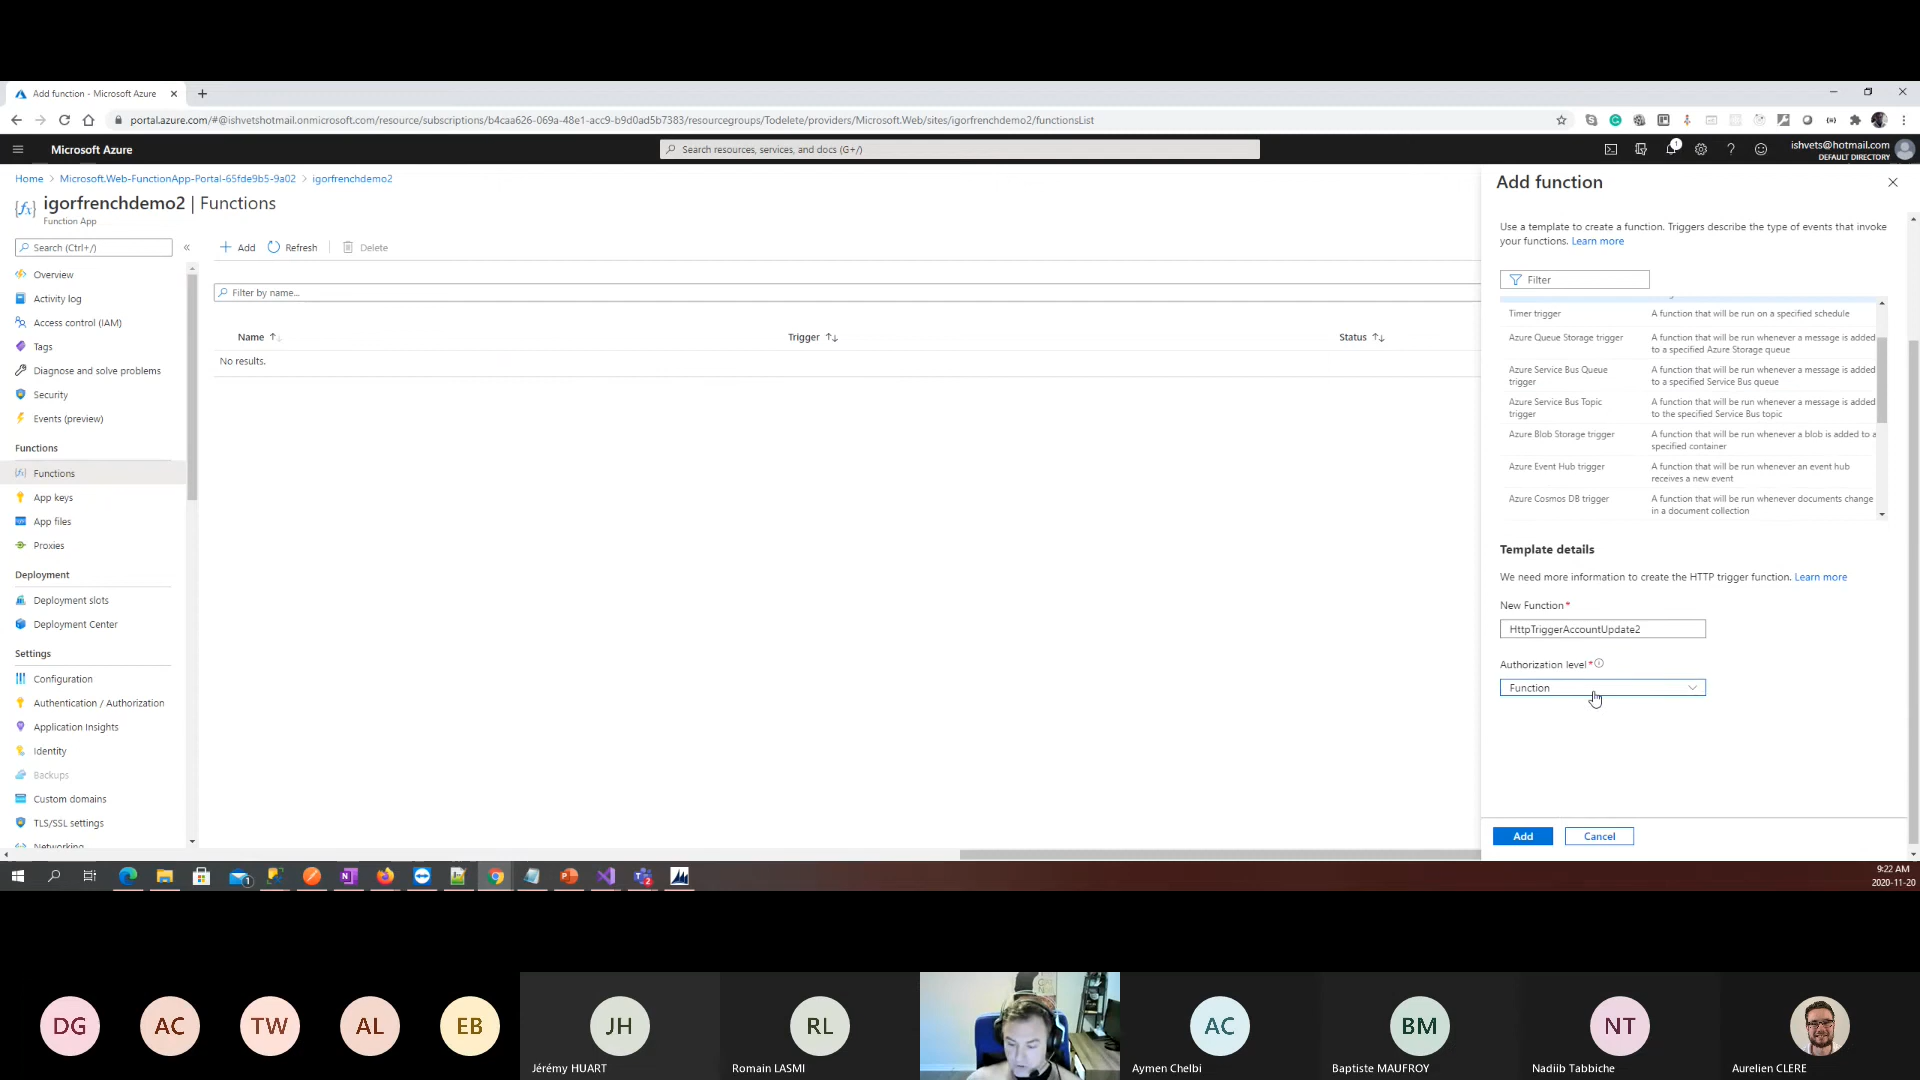 Add function - Microsoft Azure
portal.azure.com/#@ishvetshotmail.onmicrosoft.com/resource/subscriptions/b4caa626-069a-48e1-acc9-b9d0ad5b7383/resourcegroups/Todelete/providers/Microsoft.Web/sites/igorfrenchdemo2/functionsList
Microsoft Azure
Search resources, services, and docs (G+/)
1
ishvets@hotmail.com
DEFAULT DIRECTORY
Home > Microsoft.Web-FunctionApp-Portal-65fde9b5-9a02 > igorfrenchdemo2
igorfrenchdemo2 | Functions
Function App
Search (Ctrl+/)
«
Overview
Activity log
Access control (IAM)
Tags
Diagnose and solve problems
Security
Events (preview)
Functions
Functions
App keys
App files
Proxies
Deployment
Deployment slots
Deployment Center
Settings
Configuration
Authentication / Authorization
Application Insights
Identity
Backups
Custom domains
TLS/SSL settings
Networking
Add
Refresh
Delete
Filter by name...
Name
Trigger
Status
No results.
Add function
Use a template to create a function. Triggers describe the type of events that invoke
your functions. Learn more
Filter
Timer trigger
A function that will be run on a specified schedule
Azure Queue Storage trigger
A function that will be run whenever a message is added
to a specified Azure Storage queue
Azure Service Bus Queue
trigger
A function that will be run whenever a message is added
to a specified Service Bus queue
Azure Service Bus Topic
trigger
A function that will be run whenever a message is added
to the specified Service Bus topic
Azure Blob Storage trigger
A function that will be run whenever a blob is added to a
specified container
Azure Event Hub trigger
A function that will be run whenever an event hub
receives a new event
Azure Cosmos DB trigger
A function that will be run whenever documents change
in a document collection
Template details
We need more information to create the HTTP trigger function. Learn more
New Function*
HttpTriggerAccountUpdate2
Authorization level*
Function
Add
Cancel
9:22 AM
2020-11-20
DG
AC
TW
AL
EB
JH
Jérémy HUART
RL
Romain LASMI
AC
Aymen Chelbi
BM
Baptiste MAUFROY
NT
Nadiib Tabbiche
Aurelien CLERE